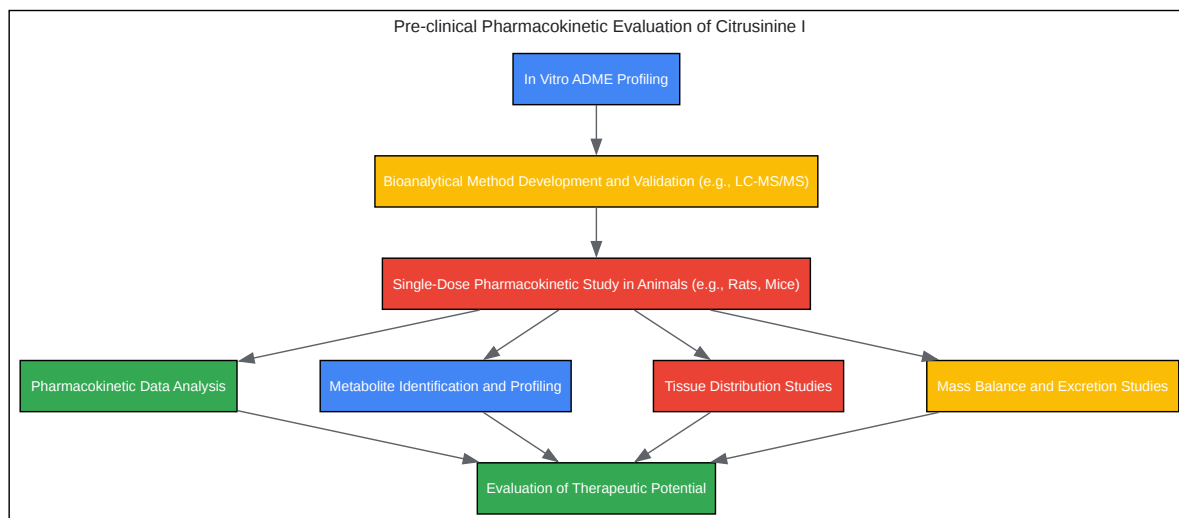 Pre-clinical Pharmacokinetic Evaluation of Citrusinine I
In Vitro ADME Profiling
Bioanalytical Method Development and Validation (e.g., LC-MS/MS)
Single-Dose Pharmacokinetic Study in Animals (e.g., Rats, Mice)
Pharmacokinetic Data Analysis
Metabolite Identification and Profiling
Tissue Distribution Studies
Mass Balance and Excretion Studies
Evaluation of Therapeutic Potential